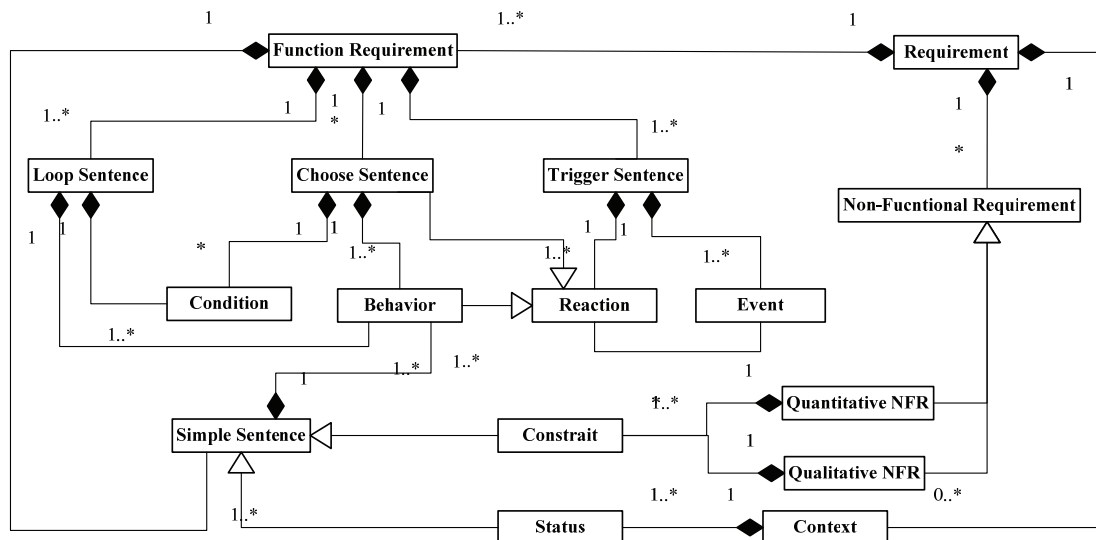 1
1..*
1
Function Requirement
Requirement
1
1
1
1
1
1..*
*
1..*
*
Loop Sentence
Choose Sentence
Trigger Sentence
Non-Fucntional Requirement
1
1
1
1
1
1
*
1..*
1..*
1..*
Condition
Behavior
Reaction
Event
1..*
1
1..*
1..*
1
Quantitative NFR
*
1..*
Simple Sentence
Constrait
1
Qualitative NFR
1..*
1..*
1
0..*
Status
Context